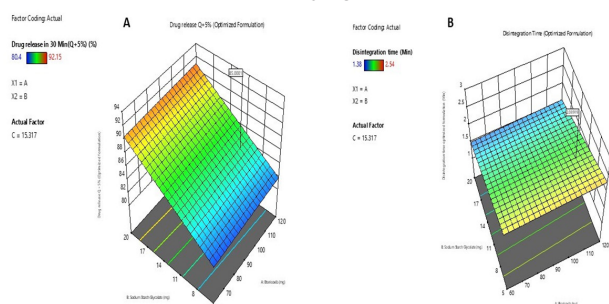 Factor Coding: Actual
A
Drug release Q+5% (Optimized Formulation)
Drug release in 30 Min(Q+5%) (%)
80.4 92.15
X1 = A
X2 = B
Actual Factor
C = 15.317
94
92
90
88
86
84
82
80
20
17
14
11
8
70
80
90
100
110
120
B: Sodium Starch Glycolate (mg)
Factor Coding: Actual
B
Disintegration Time (Optimized Formulation)
Disintegration time (Min)
1.38 2.54
X1 = A
X2 = B
Actual Factor
C = 15.317
3
2.5
2
1.5
1
20
17
14
11
8
5
60
70
80
90
100
110
120
B: Sodium Starch Glycolate (mg)